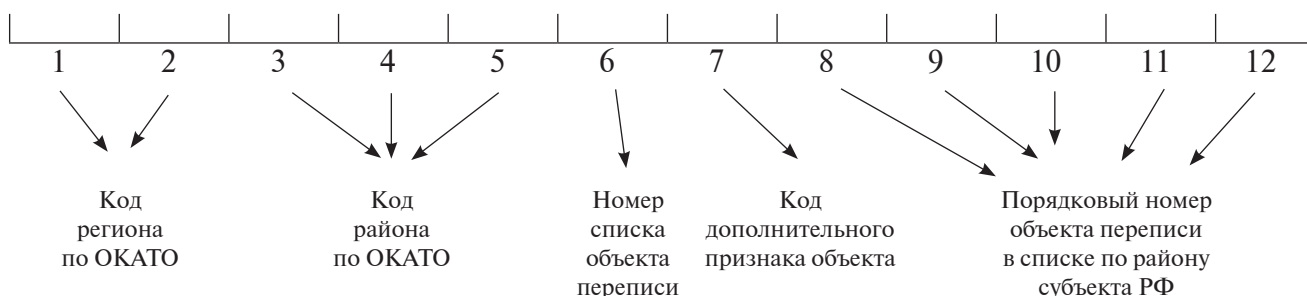 1 2 3 4 5 6 7 8 9 10 11 12
Код
региона
по ОКАТО
Код
района
по ОКАТО
Номер
списка
объекта
переписи
Код
дополнительного
признака объекта
Порядковый номер
объекта переписи
в списке по району
субъекта РФ